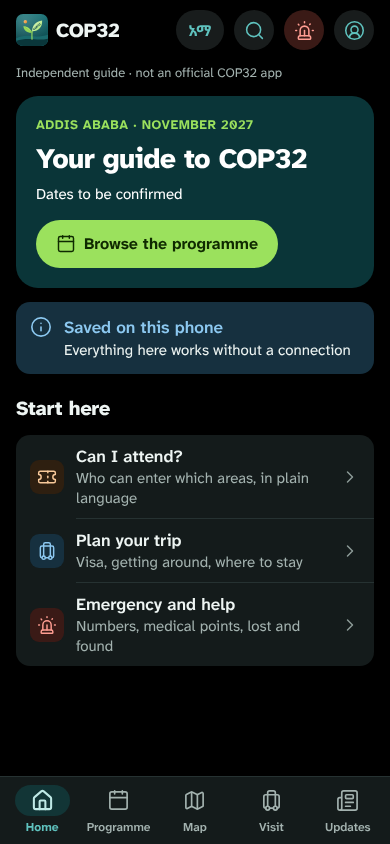 COP32
አማ
Independent guide · not an official COP32 app
ADDIS ABABA · NOVEMBER 2027
Your guide to COP32
Dates to be confirmed
Browse the programme
Saved on this phone
Everything here works without a connection
Start here
Can I attend?
Who can enter which areas, in plain
language
Plan your trip
Visa, getting around, where to stay
Emergency and help
Numbers, medical points, lost and
found
Home
Programme
Map
Visit
Updates